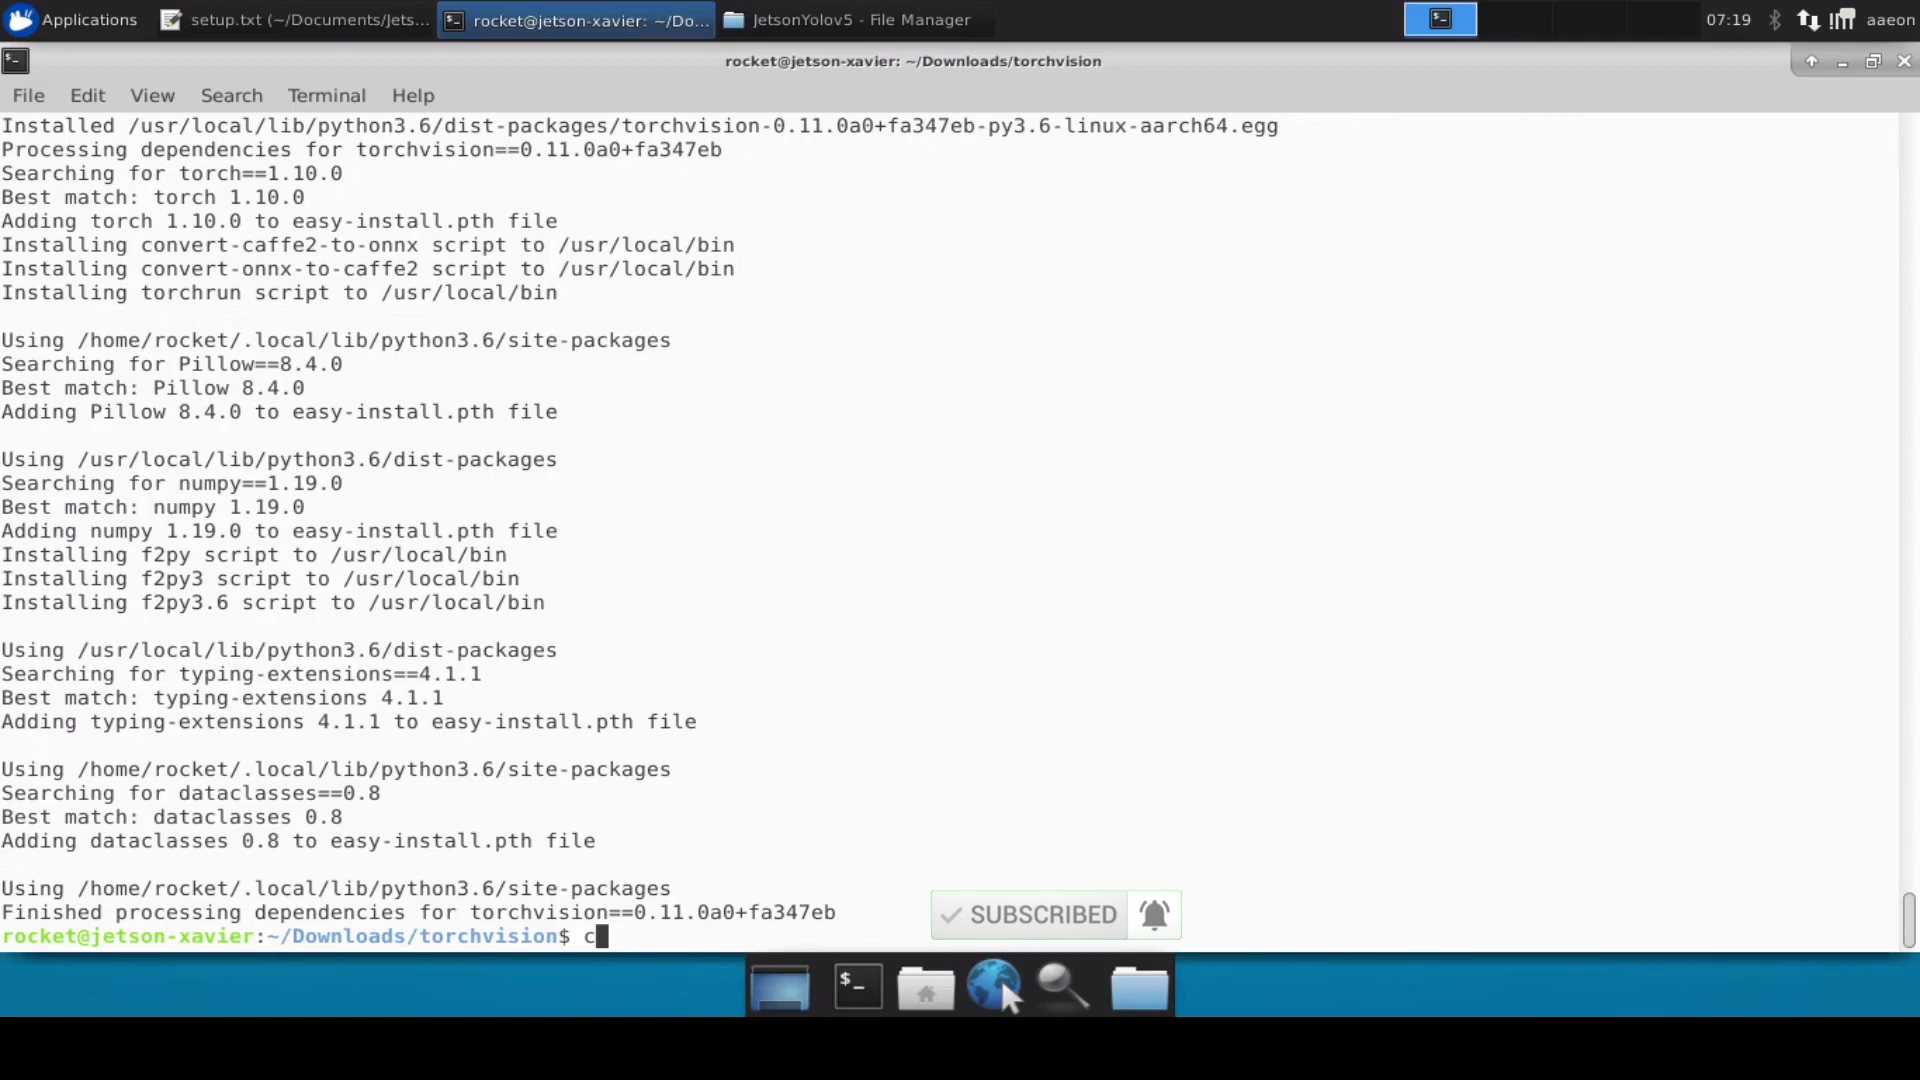 Applications
setup.txt (~/Documents/Jets...
rocket@jetson-xavier: ~/Do...
JetsonYolov5 - File Manager
07:19
aaeon
rocket@jetson-xavier: ~/Downloads/torchvision
File Edit View Search Terminal Help
Installed /usr/local/lib/python3.6/dist-packages/torchvision-0.11.0a0+fa347eb-py3.6-linux-aarch64.egg
Processing dependencies for torchvision==0.11.0a0+fa347eb
Searching for torch==1.10.0
Best match: torch 1.10.0
Adding torch 1.10.0 to easy-install.pth file
Installing convert-caffe2-to-onnx script to /usr/local/bin
Installing convert-onnx-to-caffe2 script to /usr/local/bin
Installing torchrun script to /usr/local/bin
Using /home/rocket/.local/lib/python3.6/site-packages
Searching for Pillow==8.4.0
Best match: Pillow 8.4.0
Adding Pillow 8.4.0 to easy-install.pth file
Using /usr/local/lib/python3.6/dist-packages
Searching for numpy==1.19.0
Best match: numpy 1.19.0
Adding numpy 1.19.0 to easy-install.pth file
Installing f2py script to /usr/local/bin
Installing f2py3 script to /usr/local/bin
Installing f2py3.6 script to /usr/local/bin
Using /usr/local/lib/python3.6/dist-packages
Searching for typing-extensions==4.1.1
Best match: typing-extensions 4.1.1
Adding typing-extensions 4.1.1 to easy-install.pth file
Using /home/rocket/.local/lib/python3.6/site-packages
Searching for dataclasses==0.8
Best match: dataclasses 0.8
Adding dataclasses 0.8 to easy-install.pth file
Using /home/rocket/.local/lib/python3.6/site-packages
Finished processing dependencies for torchvision==0.11.0a0+fa347eb
SUBSCRIBED
rocket@jetson-xavier:~/Downloads/torchvision$ c
$_